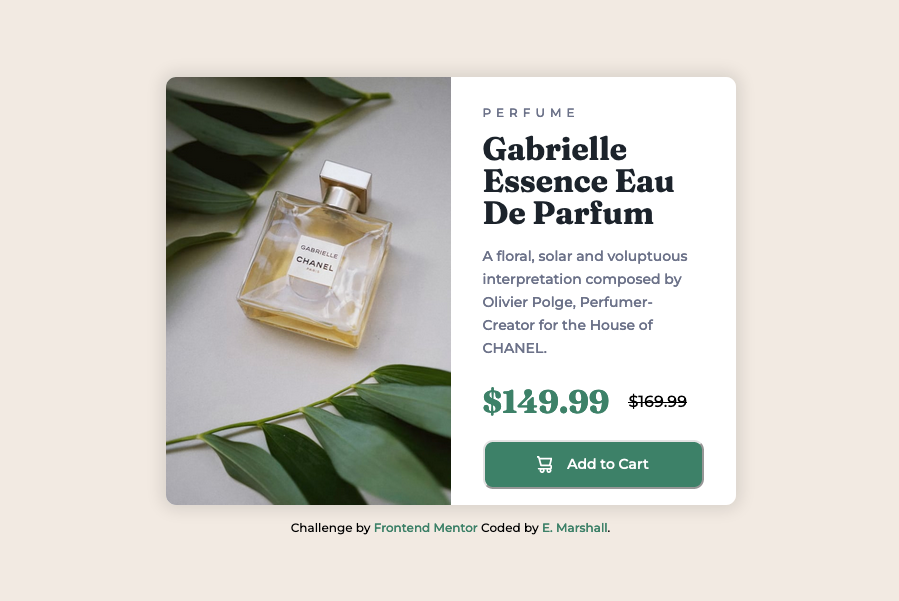 GABRIELLE
CHANEL
PARIS
PERFUME
Gabrielle
Essence Eau
De Parfum
A floral, solar and voluptuous
interpretation composed by
Olivier Polge, Perfumer-
Creator for the House of
CHANEL.
$149.99 $169.99
Add to Cart
Challenge by Frontend Mentor Coded by E. Marshall.